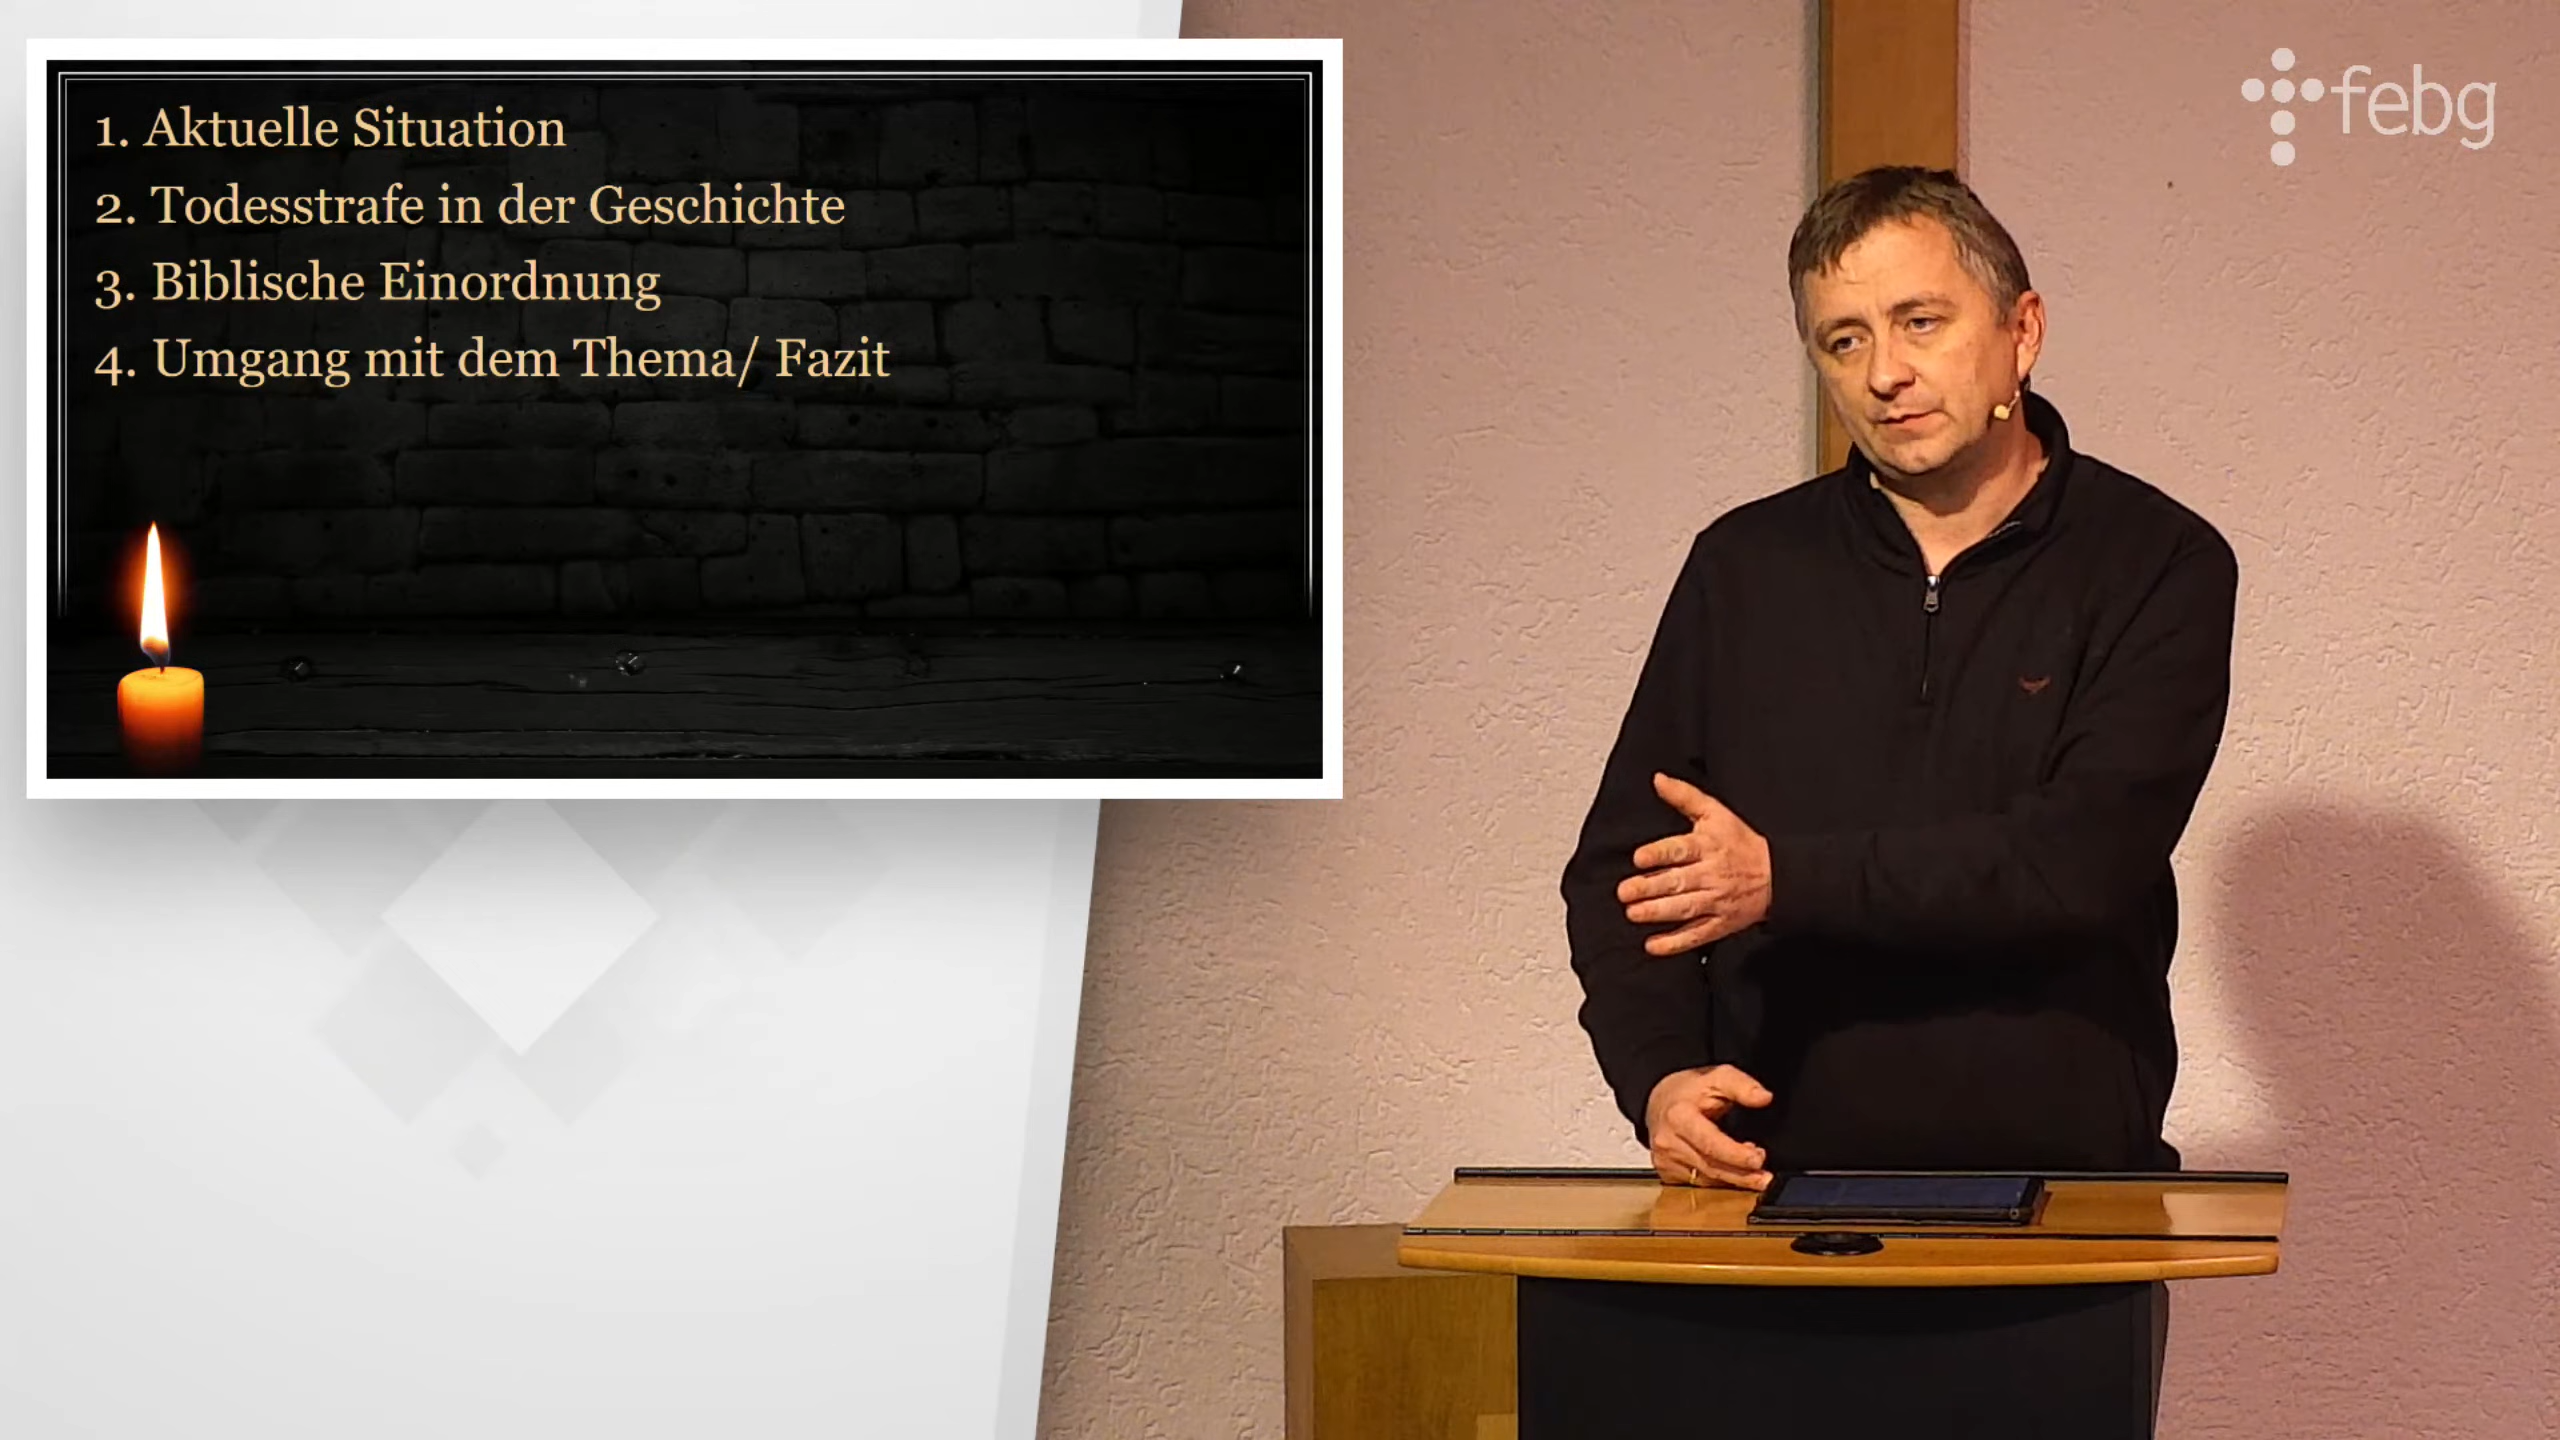 1. Aktuelle Situation
2. Todesstrafe in der Geschichte
3. Biblische Einordnung
4. Umgang mit dem Thema/ Fazit
febg